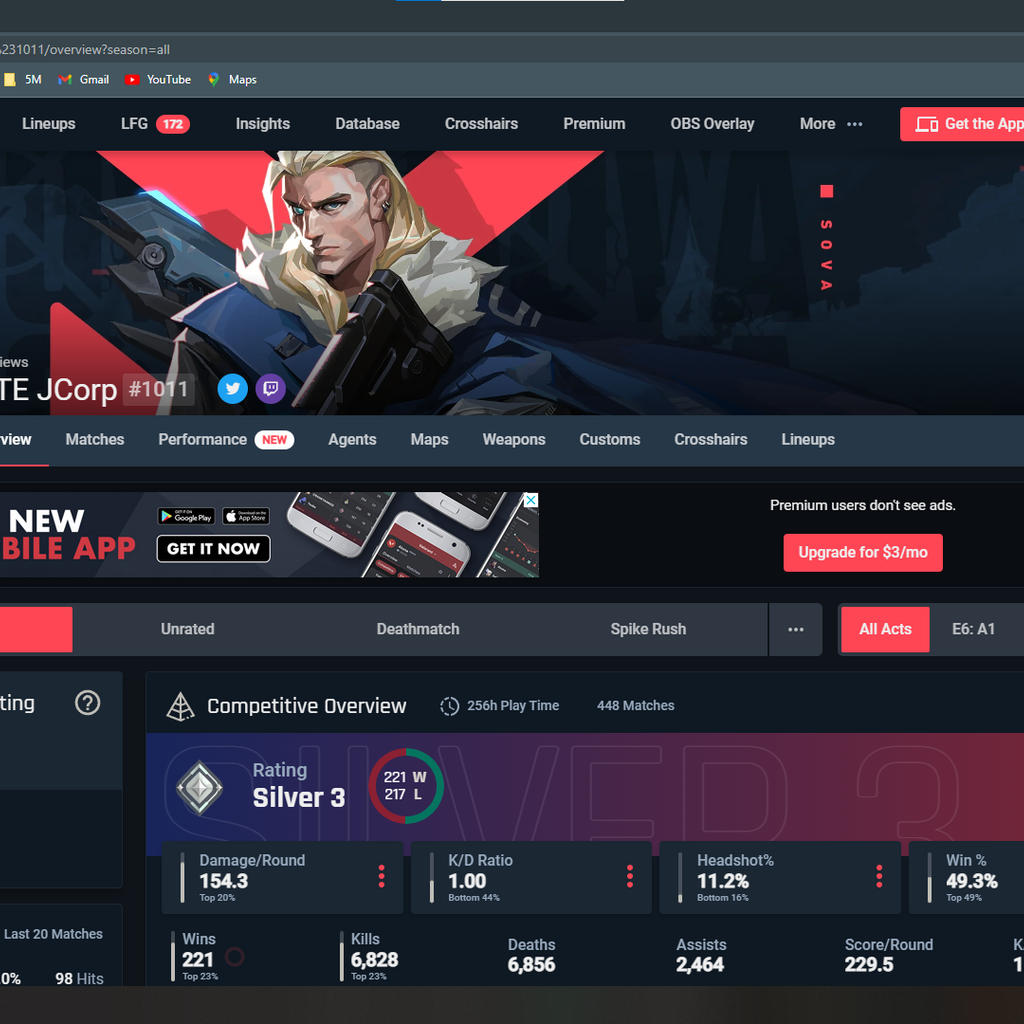 231011/overview?season=all
5M Gmail YouTube Maps
Lineups LFG 172 Insights Database Crosshairs Premium OBS Overlay More ••• Get the App
SOVA
iews
TE JCorp #1011
view Matches Performance NEW Agents Maps Weapons Customs Crosshairs Lineups
NEW
BILE APP
GET IT ON
Google Play
Download on the
App Store
GET IT NOW
Premium users don't see ads.
Upgrade for $3/mo
Unrated Deathmatch Spike Rush ••• All Acts E6: A1
ting ?
Competitive Overview 256h Play Time 448 Matches
SILVER 3
Rating
Silver 3
221 W
217 L
Damage/Round K/D Ratio Headshot% Win %
154.3 1.00 11.2% 49.3%
Top 20% Bottom 44% Bottom 16% Top 49%
Last 20 Matches
.0% 98 Hits
Wins Kills Deaths Assists Score/Round K
221 6,828 6,856 2,464 229.5 1
Top 23% Top 23%